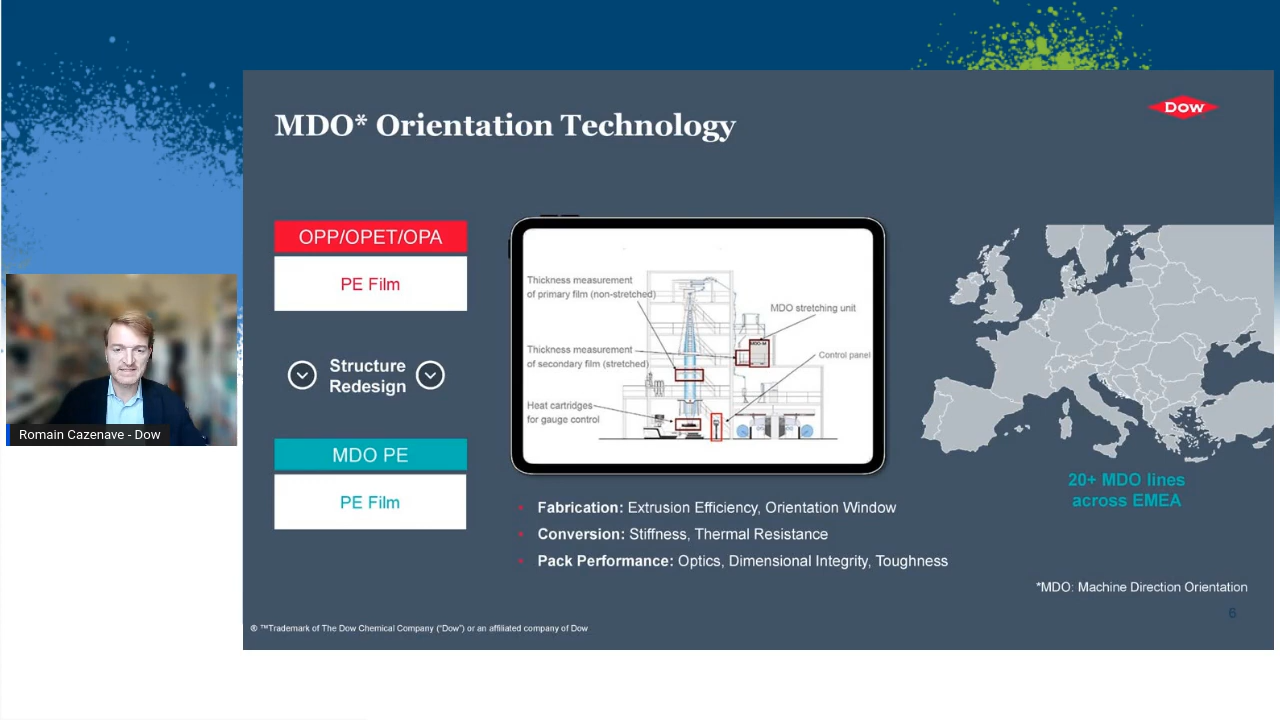 MDO* Orientation Technology
Dow
OPP/OPET/OPA
PE Film
Structure
Redesign
MDO PE
PE Film
Thickness measurement
of primary film (non-stretched)
MDO stretching unit
MDO-M
Thickness measurement
of secondary film (stretched)
Control panel
Heat cartridges
for gauge control
• Fabrication: Extrusion Efficiency, Orientation Window
• Conversion: Stiffness, Thermal Resistance
• Pack Performance: Optics, Dimensional Integrity, Toughness
20+ MDO lines
across EMEA
*MDO: Machine Direction Orientation
6
® ™Trademark of The Dow Chemical Company ("Dow") or an affiliated company of Dow
Romain Cazenave - Dow